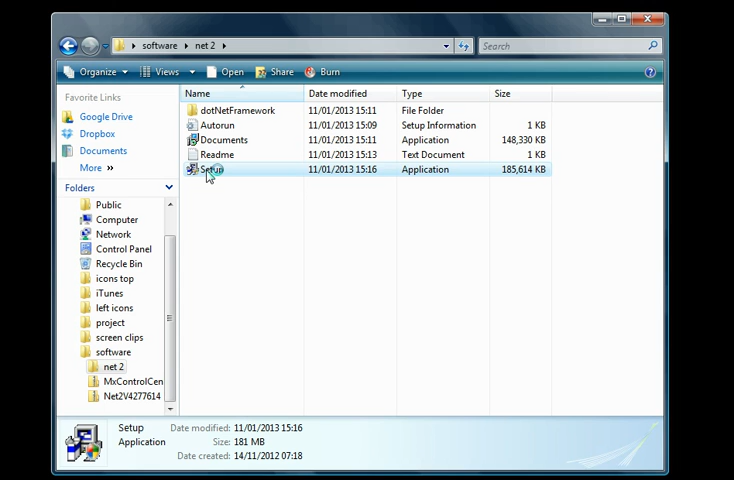 software net 2
Search
Organize Views Open Share Burn
Favorite Links
Google Drive
Dropbox
Documents
More »
Folders
Public
Computer
Network
Control Panel
Recycle Bin
icons top
iTunes
left icons
project
screen clips
software
net 2
MxControlCen
Net2V4277614
Name Date modified Type Size
dotNetFramework 11/01/2013 15:11 File Folder
Autorun 11/01/2013 15:09 Setup Information 1 KB
Documents 11/01/2013 15:11 Application 148,330 KB
Readme 11/01/2013 15:13 Text Document 1 KB
Setup 11/01/2013 15:16 Application 185,614 KB
Setup Date modified: 11/01/2013 15:16
Application Size: 181 MB
Date created: 14/11/2012 07:18